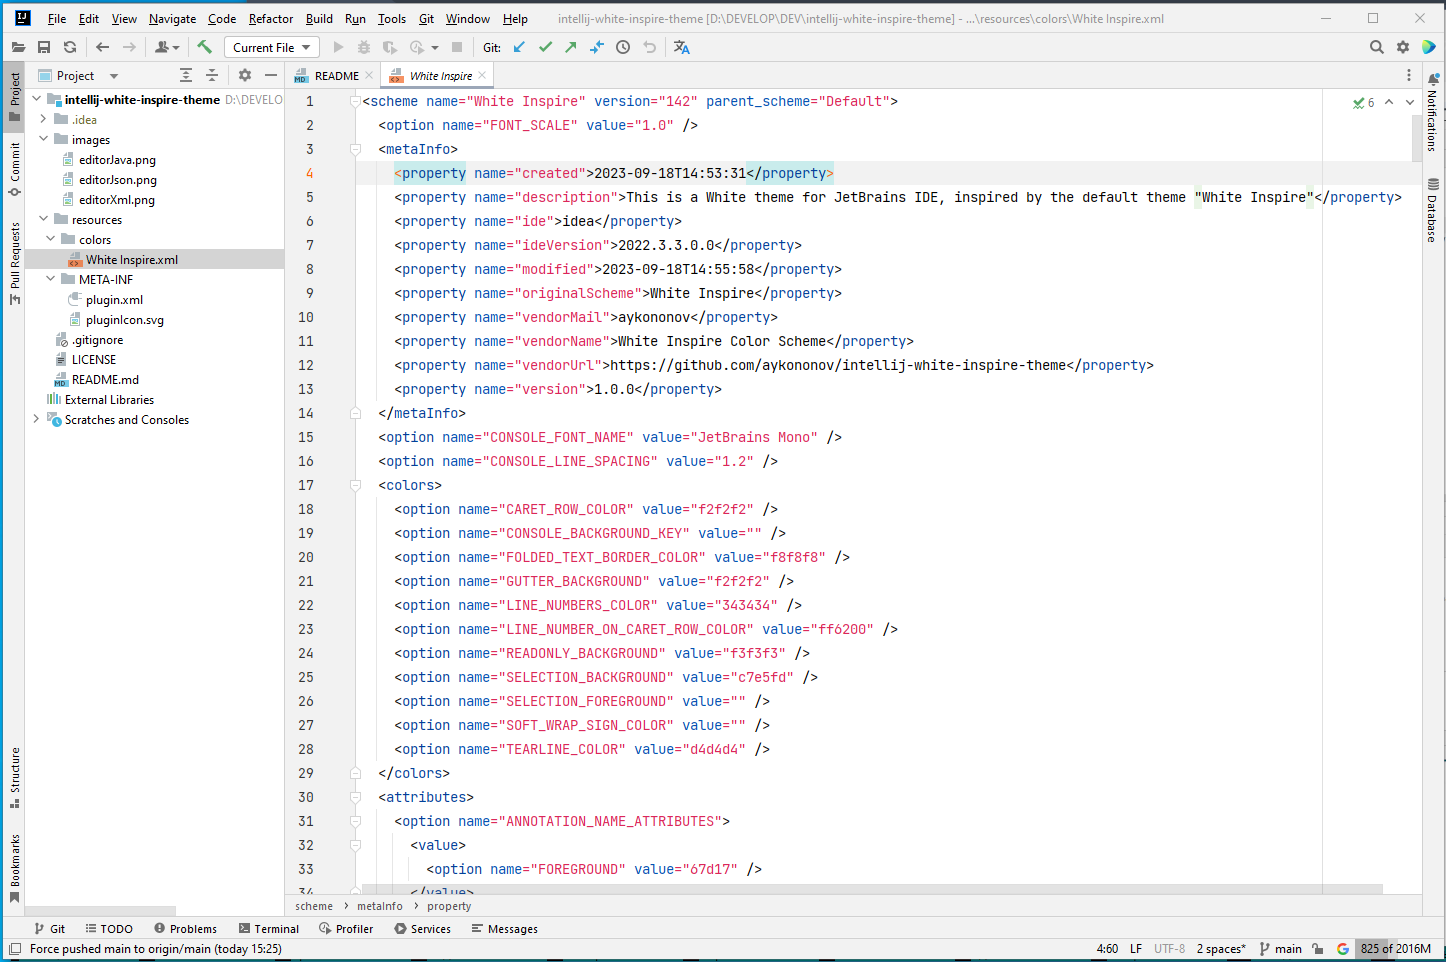 File Edit View Navigate Code Refactor Build Run Tools Git Window Help intellij-white-inspire-theme [D:\DEVELOP\DEV\intellij-white-inspire-theme] - ...\resources\colors\White Inspire.xml
Current File Git:
Project
README
White Inspire
Project
Commit
Pull Requests
Structure
Bookmarks
intellij-white-inspire-theme D:\DEVELO
.idea
images
editorJava.png
editorJson.png
editorXml.png
resources
colors
White Inspire.xml
META-INF
plugin.xml
pluginIcon.svg
.gitignore
LICENSE
README.md
External Libraries
Scratches and Consoles
1 <scheme name="White Inspire" version="142" parent_scheme="Default">
2 <option name="FONT_SCALE" value="1.0" />
3 <metaInfo>
4 <property name="created">2023-09-18T14:53:31</property>
5 <property name="description">This is a White theme for JetBrains IDE, inspired by the default theme "White Inspire"</property>
6 <property name="ide">idea</property>
7 <property name="ideVersion">2022.3.3.0.0</property>
8 <property name="modified">2023-09-18T14:55:58</property>
9 <property name="originalScheme">White Inspire</property>
10 <property name="vendorMail">aykononov</property>
11 <property name="vendorName">White Inspire Color Scheme</property>
12 <property name="vendorUrl">https://github.com/aykononov/intellij-white-inspire-theme</property>
13 <property name="version">1.0.0</property>
14 </metaInfo>
15 <option name="CONSOLE_FONT_NAME" value="JetBrains Mono" />
16 <option name="CONSOLE_LINE_SPACING" value="1.2" />
17 <colors>
18 <option name="CARET_ROW_COLOR" value="f2f2f2" />
19 <option name="CONSOLE_BACKGROUND_KEY" value="" />
20 <option name="FOLDED_TEXT_BORDER_COLOR" value="f8f8f8" />
21 <option name="GUTTER_BACKGROUND" value="f2f2f2" />
22 <option name="LINE_NUMBERS_COLOR" value="343434" />
23 <option name="LINE_NUMBER_ON_CARET_ROW_COLOR" value="ff6200" />
24 <option name="READONLY_BACKGROUND" value="f3f3f3" />
25 <option name="SELECTION_BACKGROUND" value="c7e5fd" />
26 <option name="SELECTION_FOREGROUND" value="" />
27 <option name="SOFT_WRAP_SIGN_COLOR" value="" />
28 <option name="TEARLINE_COLOR" value="d4d4d4" />
29 </colors>
30 <attributes>
31 <option name="ANNOTATION_NAME_ATTRIBUTES">
32 <value>
33 <option name="FOREGROUND" value="67d17" />
34 </value>
6
Notifications
Database
scheme metaInfo property
Git TODO Problems Terminal Profiler Services Messages
Force pushed main to origin/main (today 15:25) 4:60 LF UTF-8 2 spaces* main 825 of 2016M